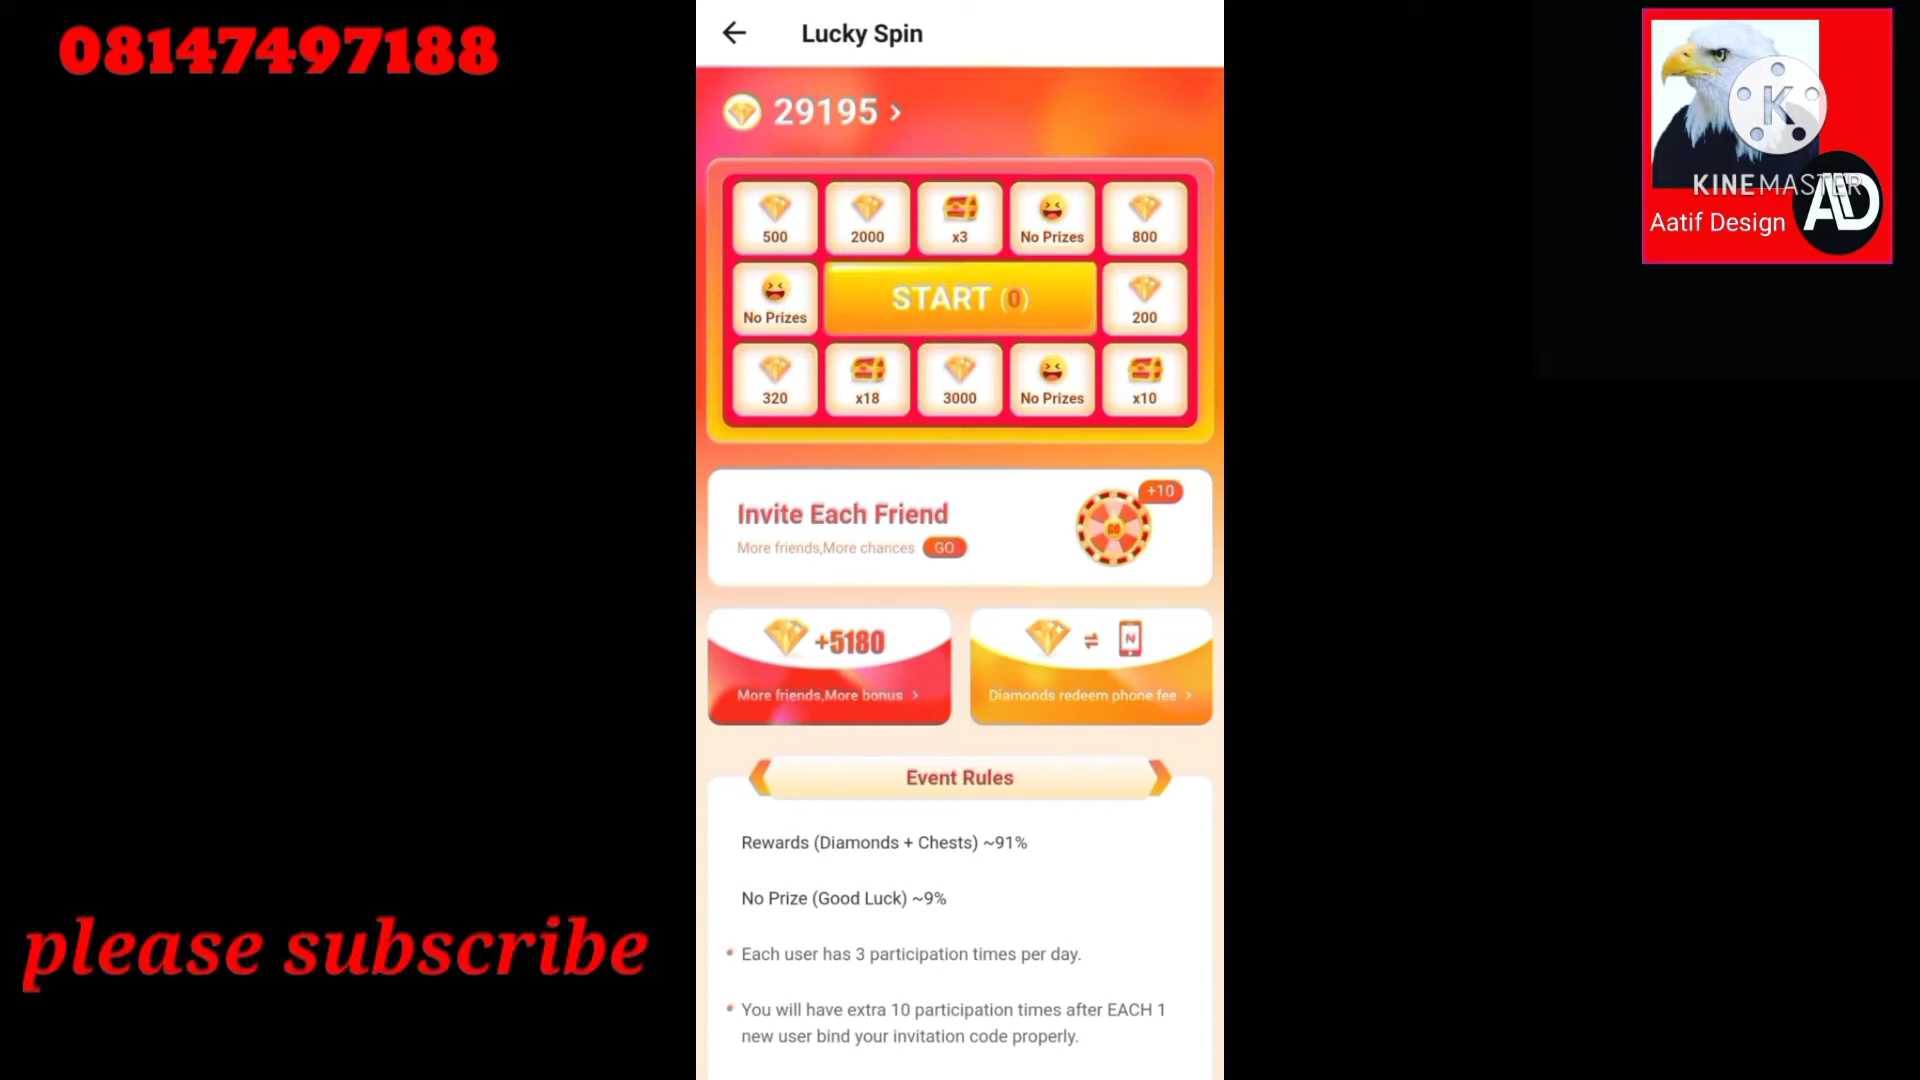 08147497188
Lucky Spin
29195 >
500
2000
x3
No Prizes
800
No Prizes
START (0)
200
320
x18
3000
No Prizes
x10
Invite Each Friend
More friends,More chances GO
+10
GO
+5180
More friends,More bonus >
N
Diamonds redeem phone fee >
Event Rules
Rewards (Diamonds + Chests) ~91%
No Prize (Good Luck) ~9%
• Each user has 3 participation times per day.
• You will have extra 10 participation times after EACH 1
new user bind your invitation code properly.
please subscribe
K
KINEMASTER
Aatif Design AD